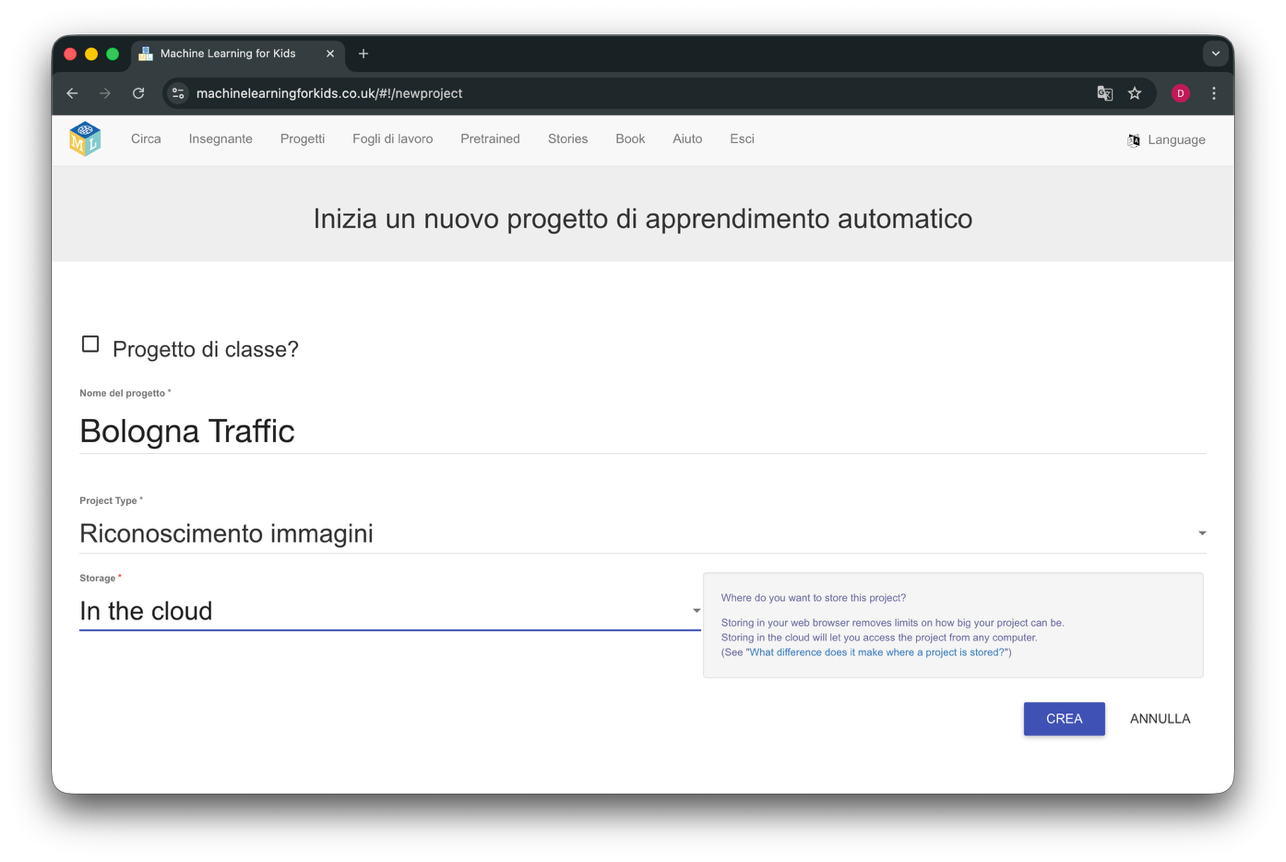 Machine Learning for Kids
machinelearningforkids.co.uk/#!/newproject
D
M L
Circa Insegnante Progetti Fogli di lavoro Pretrained Stories Book Aiuto Esci Language
Inizia un nuovo progetto di apprendimento automatico
Progetto di classe?
Nome del progetto *
Bologna Traffic
Project Type *
Riconoscimento immagini
Storage *
In the cloud
Where do you want to store this project?
Storing in your web browser removes limits on how big your project can be.
Storing in the cloud will let you access the project from any computer.
(See "What difference does it make where a project is stored?")
CREA ANNULLA